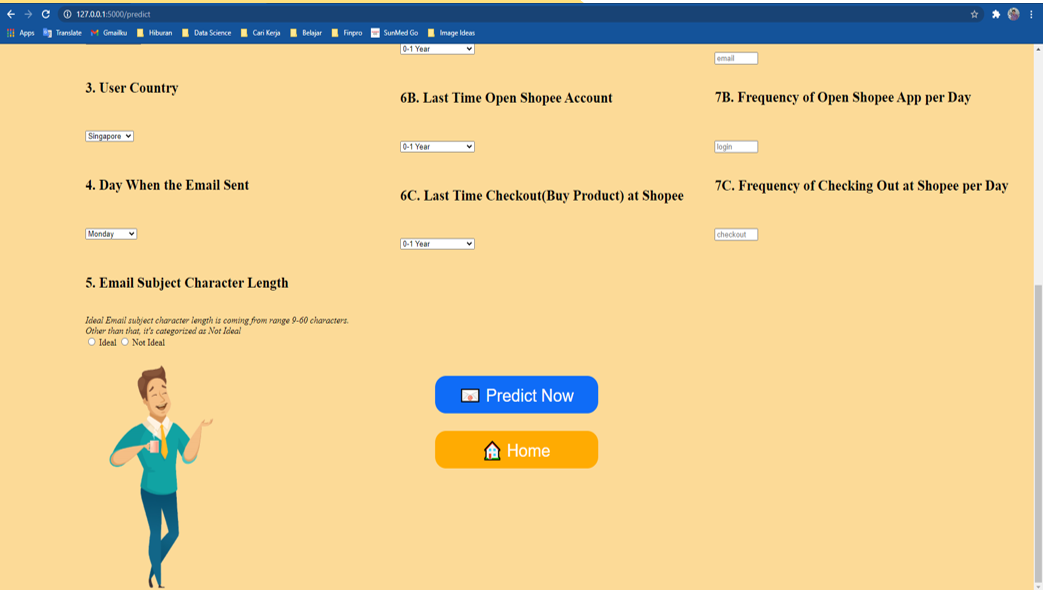 127.0.0.1:5000/predict
Apps Translate Gmailku Hiburan Data Science Cari Kerja Belajar Finpro SunMed Go Image Ideas
3. User Country
Singapore
4. Day When the Email Sent
Monday
5. Email Subject Character Length
Ideal Email subject character length is coming from range 9-60 characters.
Other than that, it's categorized as Not Ideal
Ideal Not Ideal
0-1 Year
6B. Last Time Open Shopee Account
0-1 Year
6C. Last Time Checkout(Buy Product) at Shopee
0-1 Year
email
7B. Frequency of Open Shopee App per Day
login
7C. Frequency of Checking Out at Shopee per Day
checkout
Predict Now
Home